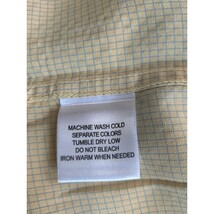 MACHINE WASH COLD
SEPARATE COLORS
TUMBLE DRY LOW
DO NOT BLEACH
IRON WARM WHEN NEEDED